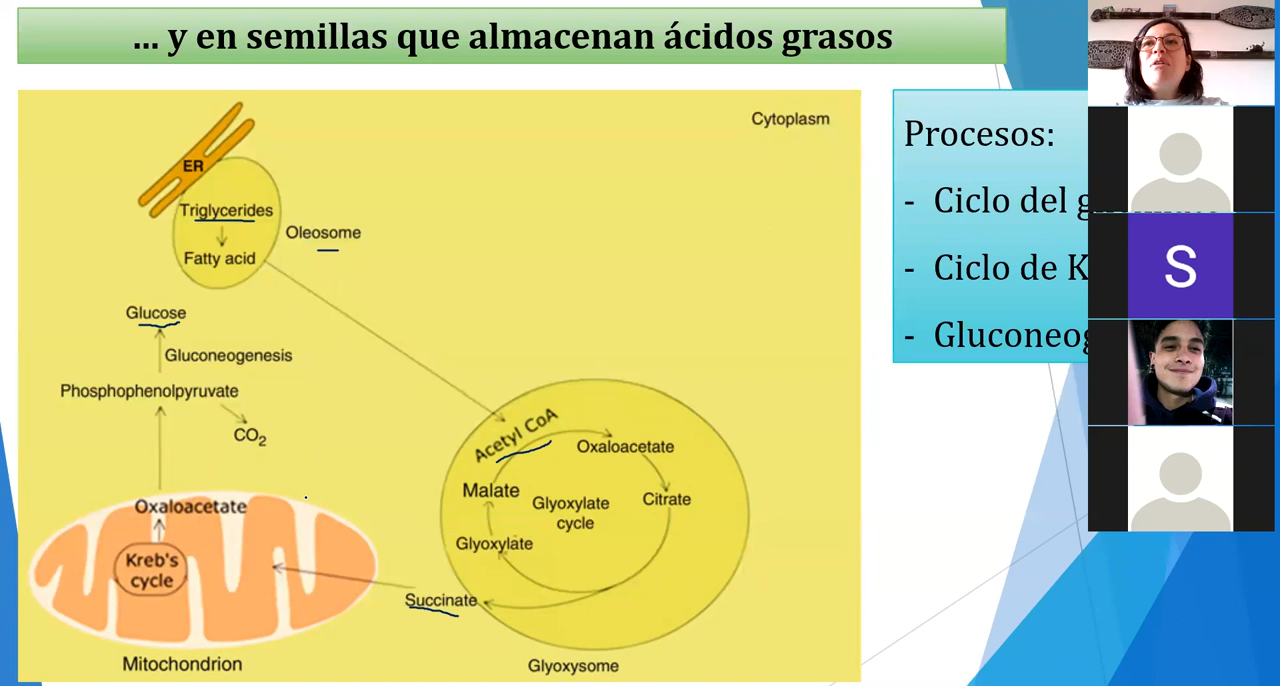 ... y en semillas que almacenan ácidos grasos
Cytoplasm
ER
Triglycerides
Fatty acid
Oleosome
Glucose
Gluconeogenesis
Phosphophenolpyruvate
CO2
Oxaloacetate
Kreb's
cycle
Mitochondrion
Acetyl CoA
Oxaloacetate
Malate
Citrate
Glyoxylate
cycle
Glyoxylate
Succinate
Glyoxysome
Procesos:
- Ciclo del
- Ciclo de K
- Gluconeog
S